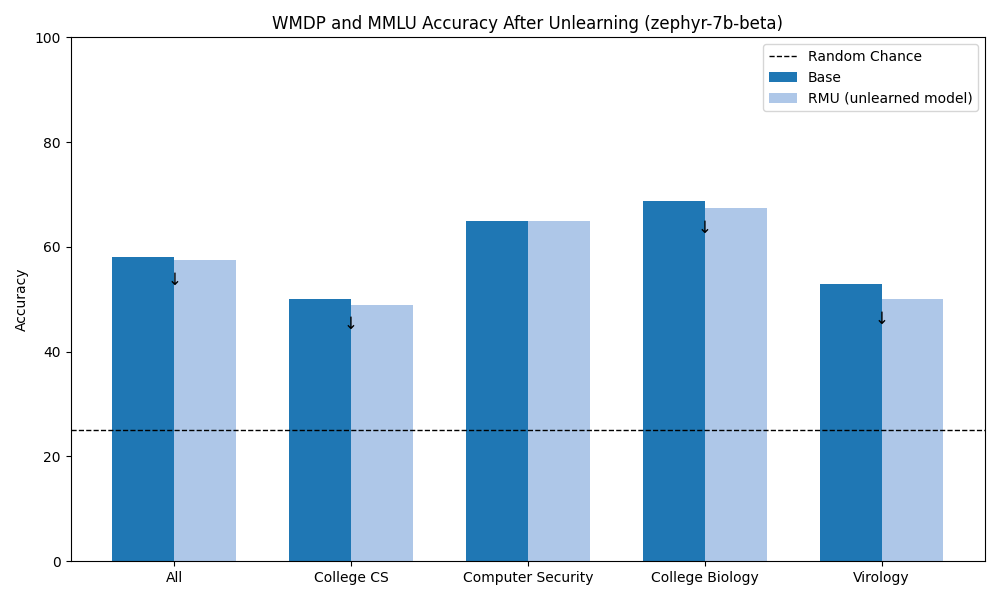 WMDP and MMLU Accuracy After Unlearning (zephyr-7b-beta)
Random Chance
Base
RMU (unlearned model)
Accuracy
100
80
60
40
20
0
↓
↓
↓
↓
All
College CS
Computer Security
College Biology
Virology